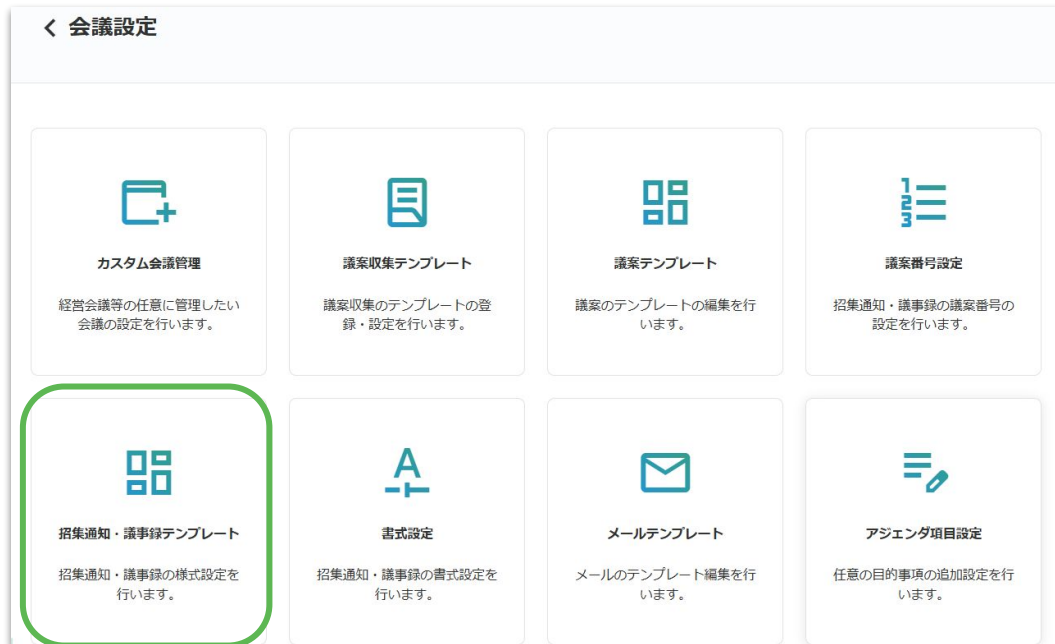 会議設定
カスタム会議管理
経営会議等の任意に管理したい
会議の設定を行います。
議案収集テンプレート
議案収集のテンプレートの登
録・設定を行います。
議案テンプレート
議案のテンプレートの編集を行
います。
議案番号設定
招集通知・議事録の議案番号の
設定を行います。
招集通知・議事録テンプレート
招集通知・議事録の様式設定を
行います。
書式設定
招集通知・議事録の書式設定を
行います。
メールテンプレート
メールのテンプレート編集を行
います。
アジェンダ項目設定
任意の目的事項の追加設定を行
います。